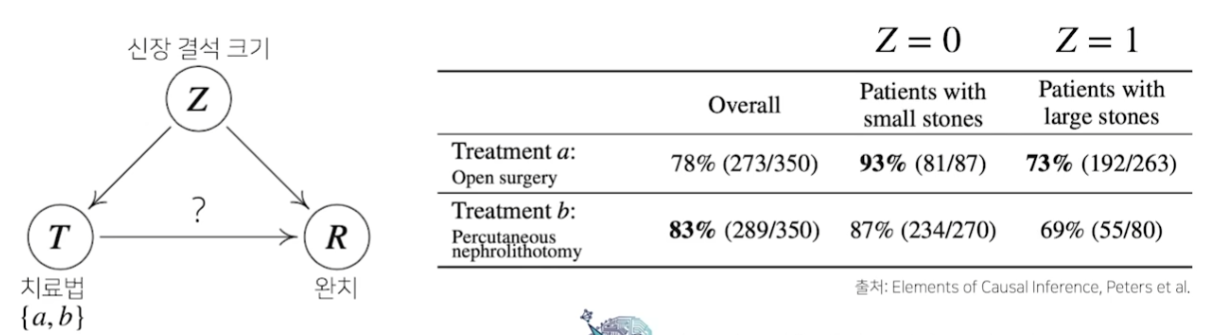 신장 결석 크기
Z
?
T
R
치료법
{a, b}
완치
Z = 0 Z = 1
Overall Patients with small stones Patients with large stones
Treatment a: Open surgery 78% (273/350) 93% (81/87) 73% (192/263)
Treatment b: Percutaneous nephrolithotomy 83% (289/350) 87% (234/270) 69% (55/80)
출처: Elements of Causal Inference, Peters et al.